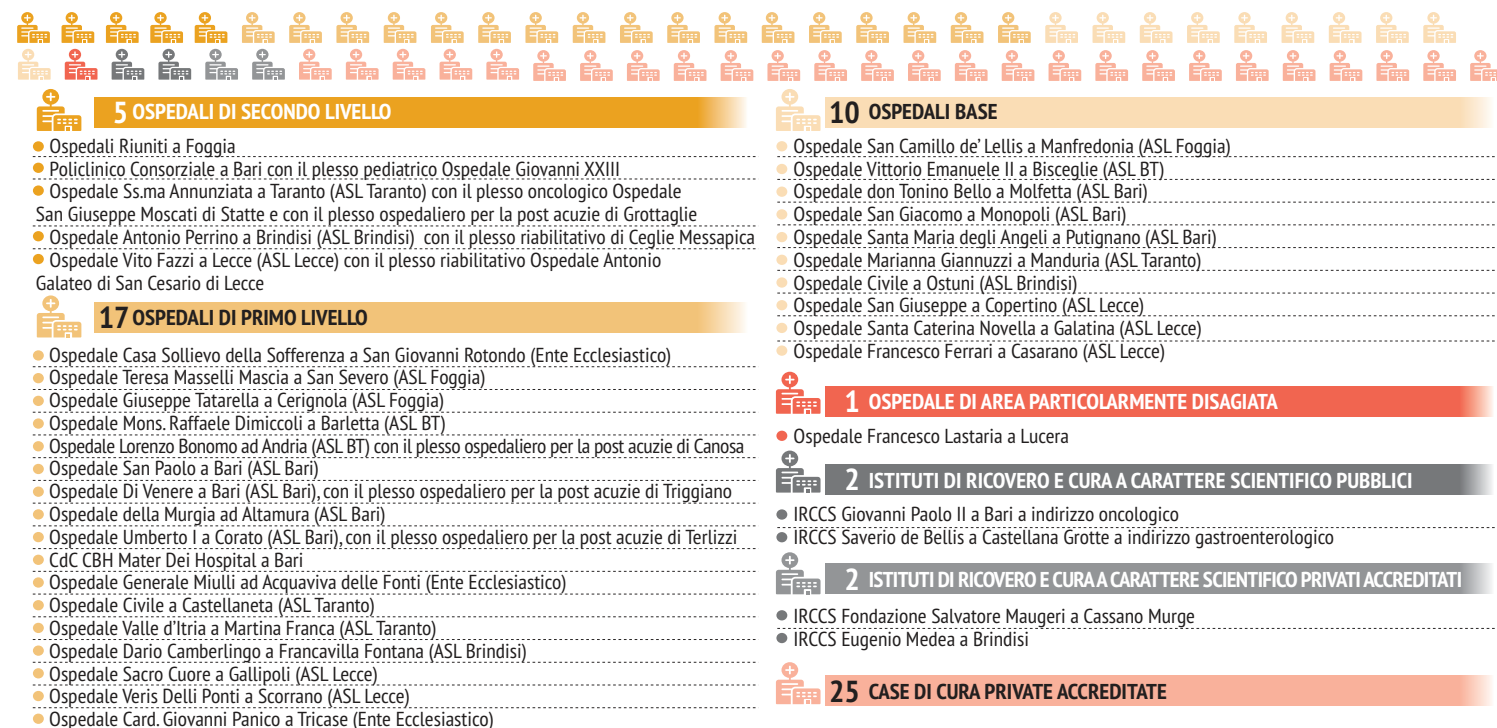 5 OSPEDALI DI SECONDO LIVELLO
Ospedali Riuniti a Foggia
Policlinico Consorziale a Bari con il plesso pediatrico Ospedale Giovanni XXIII
Ospedale Ss.ma Annunziata a Taranto (ASL Taranto) con il plesso oncologico Ospedale
San Giuseppe Moscati di Statte e con il plesso ospedaliero per la post acuzie di Grottaglie
Ospedale Antonio Perrino a Brindisi (ASL Brindisi) con il plesso riabilitativo di Ceglie Messapica
Ospedale Vito Fazzi a Lecce (ASL Lecce) con il plesso riabilitativo Ospedale Antonio
Galateo di San Cesario di Lecce
17 OSPEDALI DI PRIMO LIVELLO
Ospedale Casa Sollievo della Sofferenza a San Giovanni Rotondo (Ente Ecclesiastico)
Ospedale Teresa Masselli Mascia a San Severo (ASL Foggia)
Ospedale Giuseppe Tatarella a Cerignola (ASL Foggia)
Ospedale Mons. Raffaele Dimiccoli a Barletta (ASL BT)
Ospedale Lorenzo Bonomo ad Andria (ASL BT) con il plesso ospedaliero per la post acuzie di Canosa
Ospedale San Paolo a Bari (ASL Bari)
Ospedale Di Venere a Bari (ASL Bari), con il plesso ospedaliero per la post acuzie di Triggiano
Ospedale della Murgia ad Altamura (ASL Bari)
Ospedale Umberto I a Corato (ASL Bari), con il plesso ospedaliero per la post acuzie di Terlizzi
CdC CBH Mater Dei Hospital a Bari
Ospedale Generale Miulli ad Acquaviva delle Fonti (Ente Ecclesiastico)
Ospedale Civile a Castellaneta (ASL Taranto)
Ospedale Valle d'Itria a Martina Franca (ASL Taranto)
Ospedale Dario Camberlingo a Francavilla Fontana (ASL Brindisi)
Ospedale Sacro Cuore a Gallipoli (ASL Lecce)
Ospedale Veris Delli Ponti a Scorrano (ASL Lecce)
Ospedale Card. Giovanni Panico a Tricase (Ente Ecclesiastico)
10 OSPEDALI BASE
Ospedale San Camillo de' Lellis a Manfredonia (ASL Foggia)
Ospedale Vittorio Emanuele II a Bisceglie (ASL BT)
Ospedale don Tonino Bello a Molfetta (ASL Bari)
Ospedale San Giacomo a Monopoli (ASL Bari)
Ospedale Santa Maria degli Angeli a Putignano (ASL Bari)
Ospedale Marianna Giannuzzi a Manduria (ASL Taranto)
Ospedale Civile a Ostuni (ASL Brindisi)
Ospedale San Giuseppe a Copertino (ASL Lecce)
Ospedale Santa Caterina Novella a Galatina (ASL Lecce)
Ospedale Francesco Ferrari a Casarano (ASL Lecce)
1 OSPEDALE DI AREA PARTICOLARMENTE DISAGIATA
Ospedale Francesco Lastaria a Lucera
2 ISTITUTI DI RICOVERO E CURA A CARATTERE SCIENTIFICO PUBBLICI
IRCCS Giovanni Paolo II a Bari a indirizzo oncologico
IRCCS Saverio de Bellis a Castellana Grotte a indirizzo gastroenterologico
2 ISTITUTI DI RICOVERO E CURA A CARATTERE SCIENTIFICO PRIVATI ACCREDITATI
IRCCS Fondazione Salvatore Maugeri a Cassano Murge
IRCCS Eugenio Medea a Brindisi
25 CASE DI CURA PRIVATE ACCREDITATE